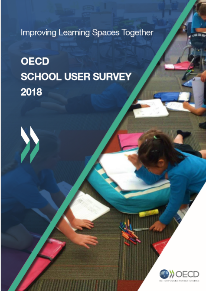 Improving Learning Spaces Together
OECD
SCHOOL USER SURVEY
2018
OECD